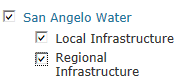 San Angelo Water
Local Infrastructure
Regional
Infrastructure